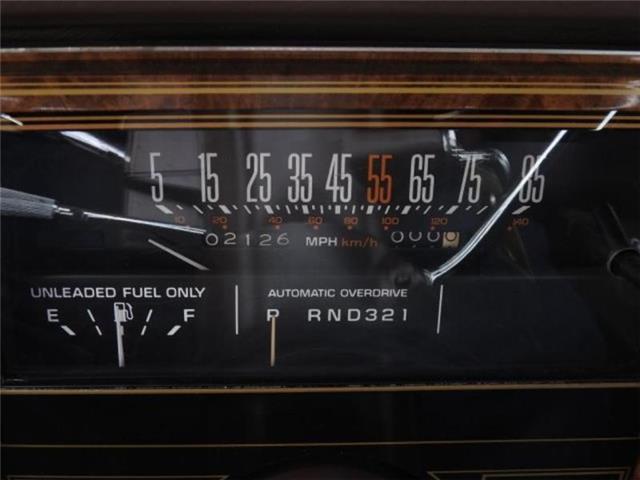 5 15 25 35 45 55 65 75 85
10 20 40 60 80 100 120 140
02126 MPH km/h 000
UNLEADED FUEL ONLY AUTOMATIC OVERDRIVE
E F P RND321